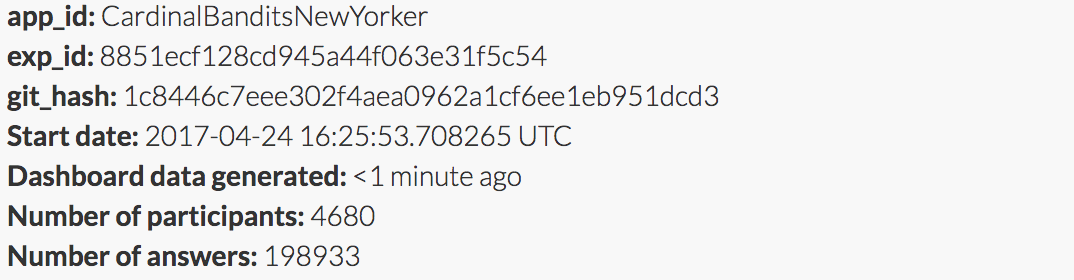 app_id: CardinalBanditsNewYorker
exp_id: 8851ecf128cd945a44f063e31f5c54
git_hash: 1c8446c7eee302f4aea0962a1cf6ee1eb951dcd3
Start date: 2017-04-24 16:25:53.708265 UTC
Dashboard data generated: <1 minute ago
Number of participants: 4680
Number of answers: 198933